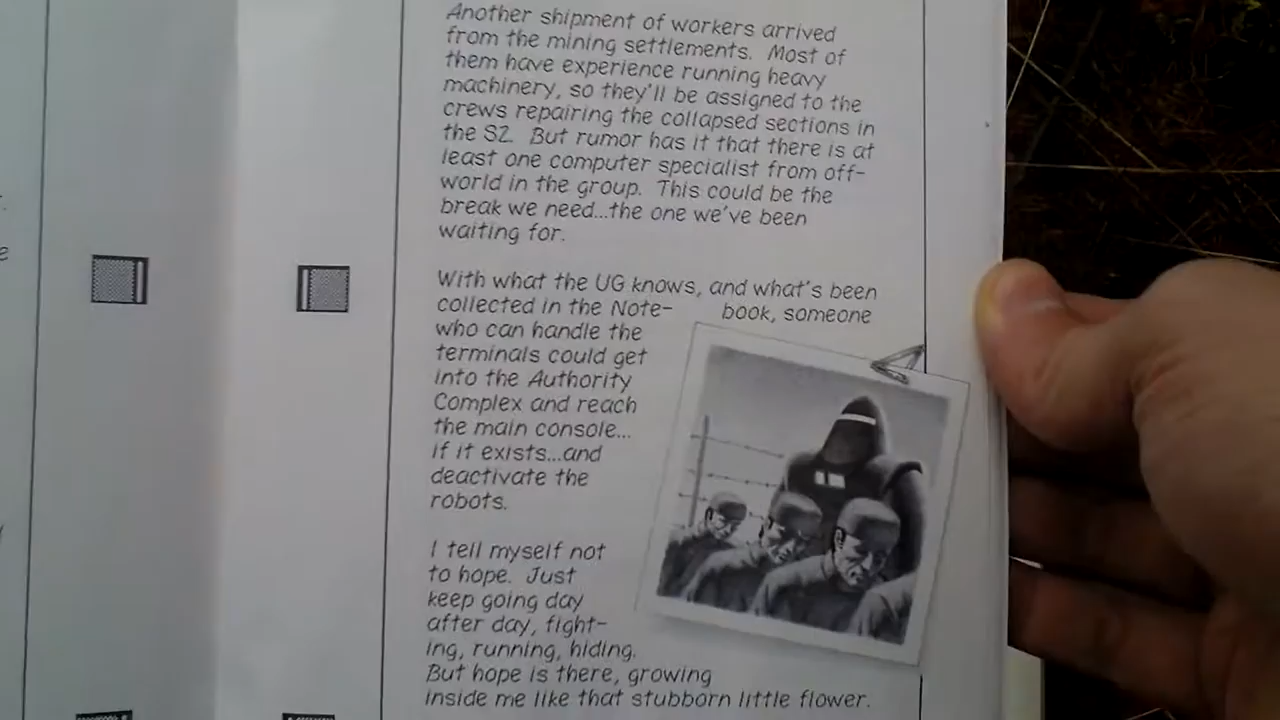 Another shipment of workers arrived
from the mining settlements. Most of
them have experience running heavy
machinery, so they'll be assigned to the
crews repairing the collapsed sections in
the S2. But rumor has it that there is at
least one computer specialist from off-
world in the group. This could be the
break we need...the one we've been
waiting for.
With what the UG knows, and what's been
collected in the Note- book, someone
who can handle the
terminals could get
into the Authority
Complex and reach
the main console...
if it exists...and
deactivate the
robots.
I tell myself not
to hope. Just
keep going day
after day, fight-
ing, running, hiding.
But hope is there, growing
inside me like that stubborn little flower.